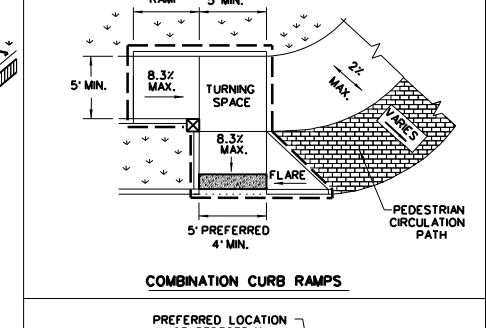 RAMP 5' MIN.
5' MIN.
8.3%
MAX.
TURNING
SPACE
2%
MAX.
VARIES
8.3%
MAX.
FLARE
PEDESTRIAN
CIRCULATION
PATH
5' PREFERRED
4' MIN.
COMBINATION CURB RAMPS
PREFERRED LOCATION